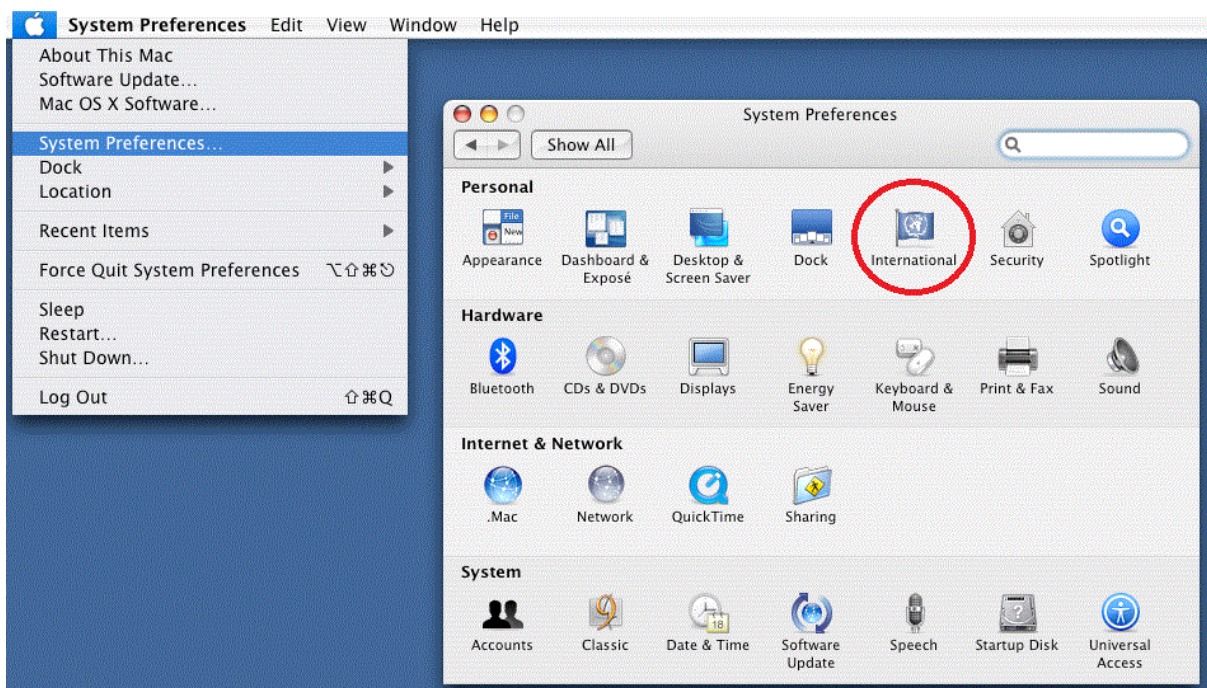 System Preferences Edit View Window Help
About This Mac
Software Update...
Mac OS X Software...
System Preferences...
Dock
Location
Recent Items
Force Quit System Preferences ⌥⇧⌘⎋
Sleep
Restart...
Shut Down...
Log Out ⇧⌘Q
System Preferences
Show All
Personal
File
New
Appearance
Dashboard &
Exposé
Desktop &
Screen Saver
Dock
International
Security
Spotlight
Hardware
Bluetooth
CDs & DVDs
Displays
Energy
Saver
Keyboard &
Mouse
Print & Fax
Sound
Internet & Network
.Mac
Network
QuickTime
Sharing
System
9
18
?
Accounts
Classic
Date & Time
Software
Update
Speech
Startup Disk
Universal
Access